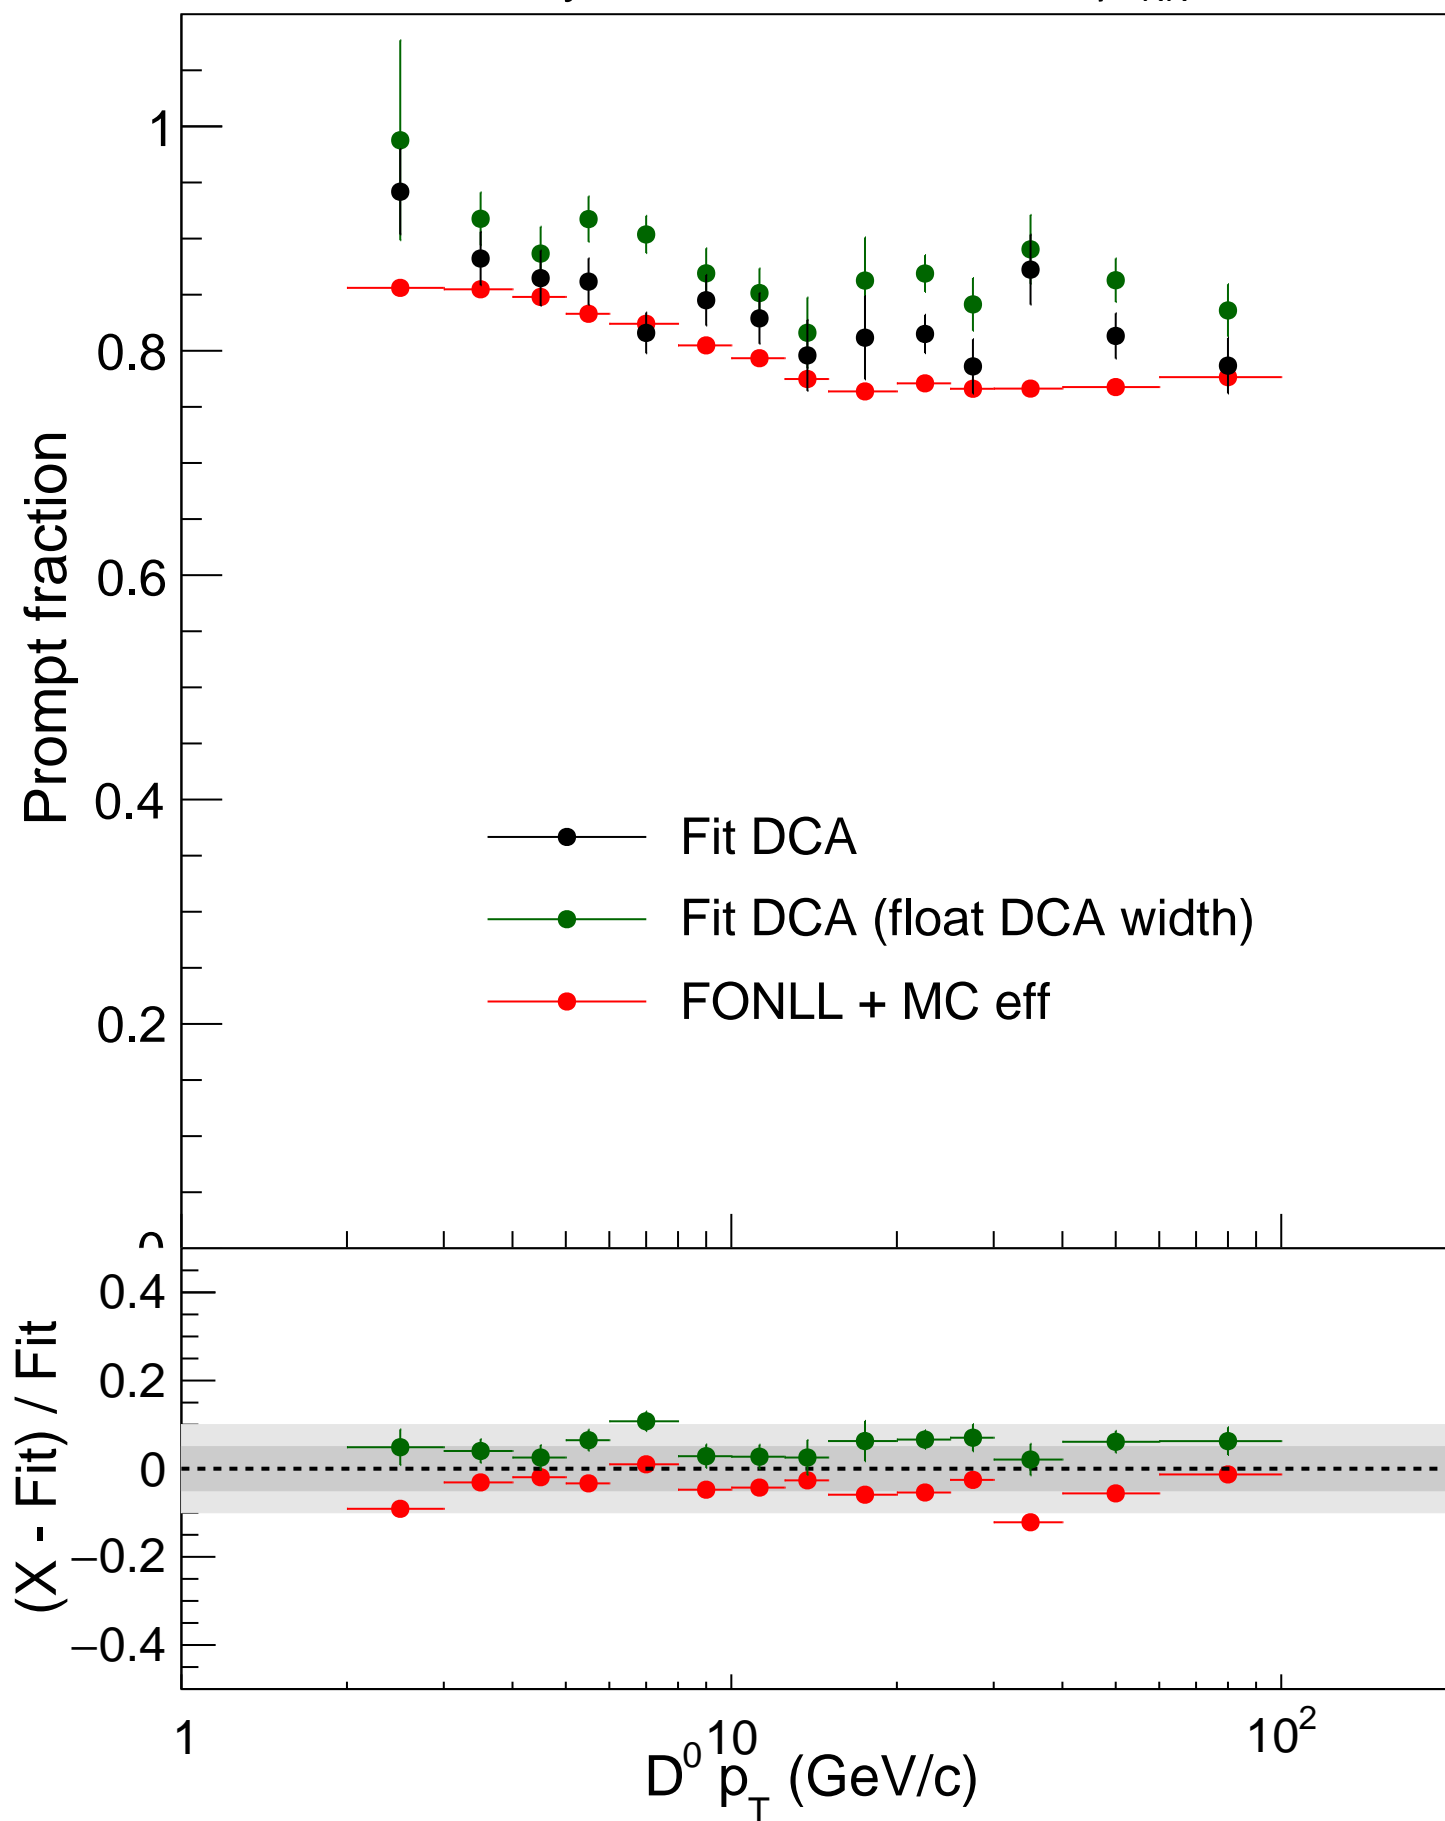 1
0.8
0.6
0.4
0.2
0
Prompt fraction
Fit DCA
Fit DCA (float DCA width)
FONLL + MC eff
0.4
0.2
0
−0.2
−0.4
(X - Fit) / Fit
1
10
10²
D⁰ p_T (GeV/c)